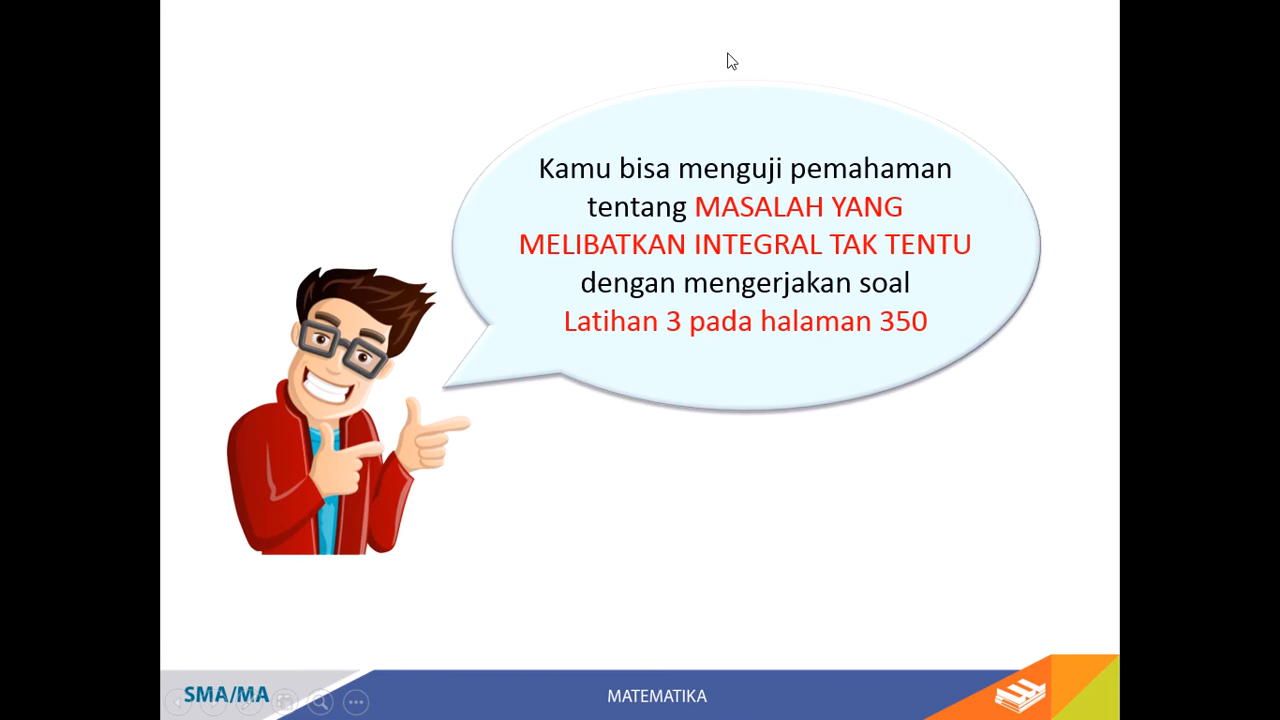 Kamu bisa menguji pemahaman
tentang MASALAH YANG
MELIBATKAN INTEGRAL TAK TENTU
dengan mengerjakan soal
Latihan 3 pada halaman 350
SMA/MA
MATEMATIKA